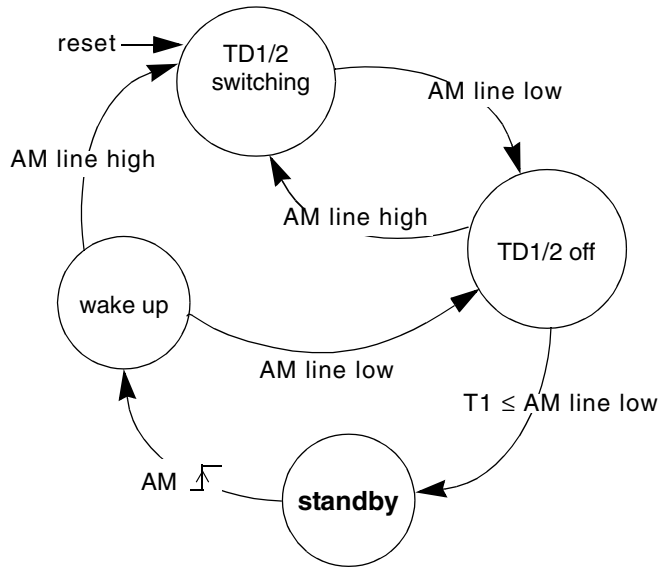 reset
TD1/2
switching
AM line low
AM line high
AM line high
TD1/2 off
wake up
AM line low
T1 ≤ AM line low
AM
standby